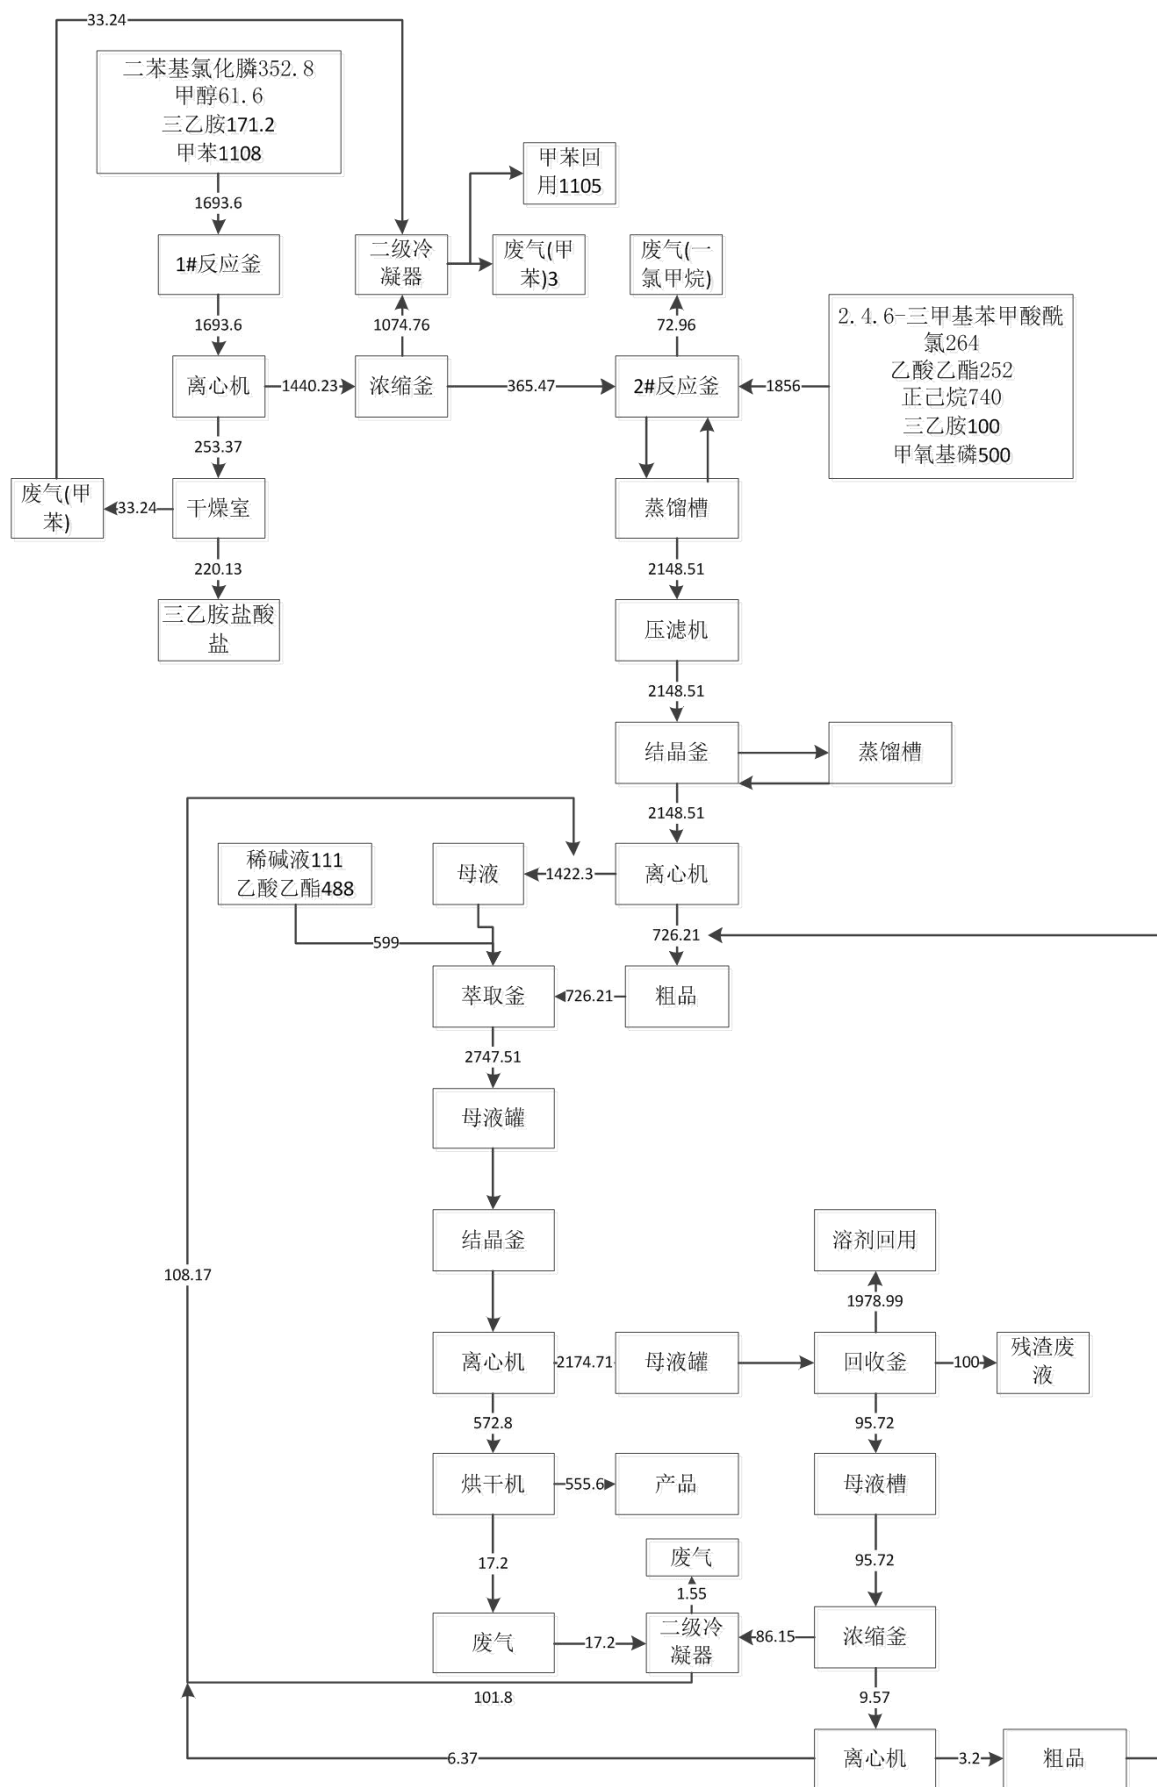 33.24
二苯基氯化膦352.8
甲醇61.6
三乙胺171.2
甲苯1108
1693.6
1#反应釜
1693.6
离心机
1440.23
浓缩釜
1074.76
二级冷
凝器
甲苯回
用1105
废气(甲
苯)3
废气(一
氯甲烷)
72.96
365.47
2#反应釜
1856
2.4.6-三甲基苯甲酸酰
氯264
乙酸乙酯252
正己烷740
三乙胺100
甲氧基磷500
253.37
废气(甲
苯)
33.24
干燥室
220.13
三乙胺盐酸
盐
蒸馏槽
2148.51
压滤机
2148.51
结晶釜
蒸馏槽
2148.51
稀碱液111
乙酸乙酯488
母液
1422.3
离心机
599
726.21
萃取釜
726.21
粗品
2747.51
母液罐
结晶釜
溶剂回用
108.17
1978.99
离心机
2174.71
母液罐
回收釜
100
残渣废
液
572.8
95.72
烘干机
555.6
产品
母液槽
17.2
废气
1.55
95.72
废气
17.2
二级冷
凝器
86.15
浓缩釜
101.8
9.57
6.37
离心机
3.2
粗品